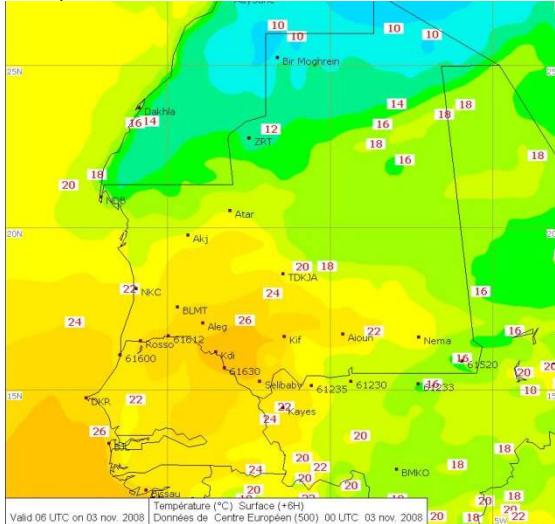 10 10 10 10
Bir Moghrein
25N
Dakhla
16 14
12
ZRT
14
16
18
18
18
16
18
18
20
NDB
Atar
20N
Akj
20 18
TDKJA
24
16
22
NKC
BLMT
24
Aleg
26
Rosso
61612
Kif
Aioun
22
Nema
16
16
61600
Kdi
61630
61520
20
20
Selibaby
61235
61230
61233
16
18
15N
DKR
22
22
Kayes
24
26
20
20
24
22
20
18
BMKO
18
20
Bissau
20
18
20
18
20
22
5W
Valid 06 UTC on 03 nov. 2008
Température (°C) Surface (+6H)
Données de Centre Européen (500) 00 UTC 03 nov. 2008